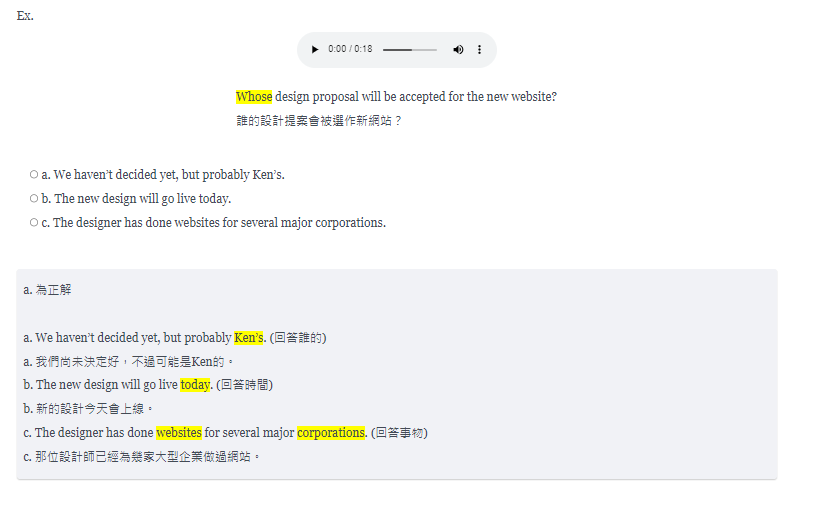 Ex.
0:00 / 0:18
Whose design proposal will be accepted for the new website?
誰的設計提案會被選作新網站？
a. We haven't decided yet, but probably Ken's.
b. The new design will go live today.
c. The designer has done websites for several major corporations.
a. 為正解
a. We haven't decided yet, but probably Ken's. (回答誰的)
a. 我們尚未決定好，不過可能是Ken的。
b. The new design will go live today. (回答時間)
b. 新的設計今天會上線。
c. The designer has done websites for several major corporations. (回答事物)
c. 那位設計師已經為幾家大型企業做過網站。